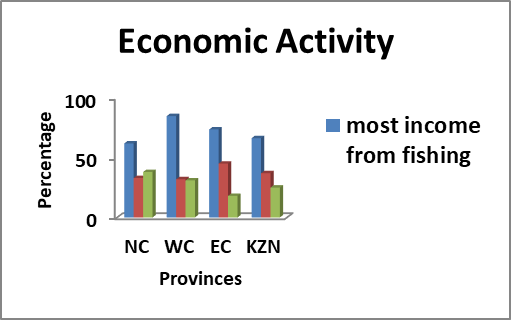 Economic Activity
100
50
0
Percentage
NC WC EC KZN
Provinces
most income
from fishing